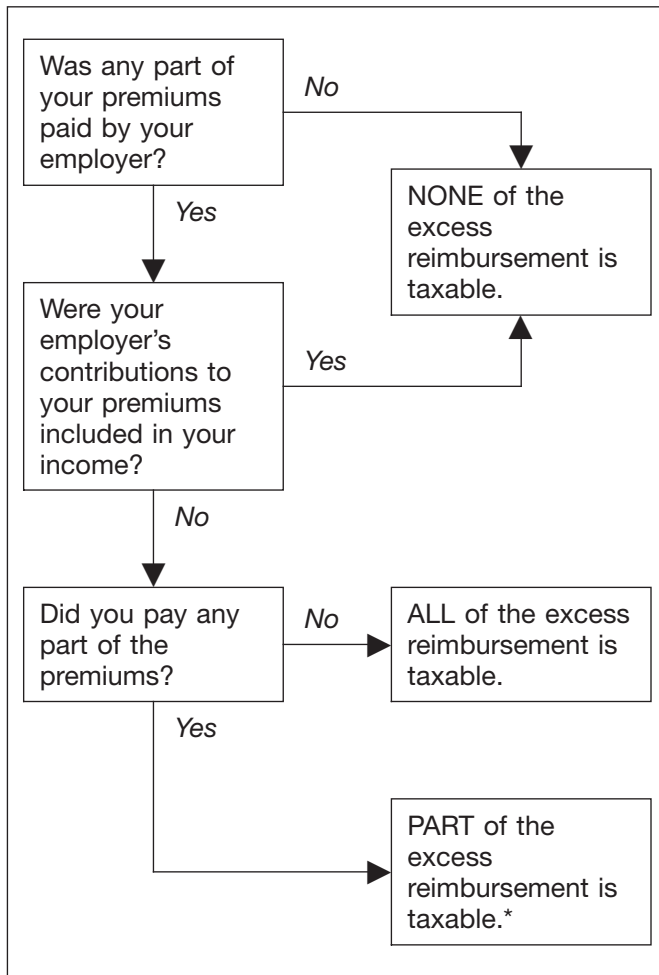 Was any part of
your premiums
paid by your
employer?
No
Yes
NONE of the
excess
reimbursement is
taxable.
Were your
employer’s
contributions to
your premiums
included in your
income?
Yes
No
Did you pay any
part of the
premiums?
No
ALL of the excess
reimbursement is
taxable.
Yes
PART of the
excess
reimbursement is
taxable.*